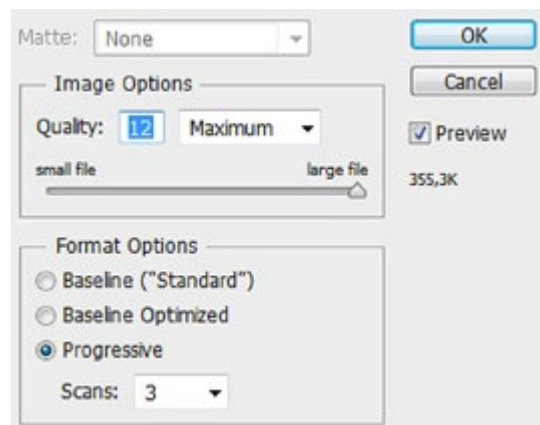 Matte: None
OK
Image Options
Cancel
Quality: 12 Maximum
Preview
small file large file
355,3K
Format Options
Baseline ("Standard")
Baseline Optimized
Progressive
Scans: 3